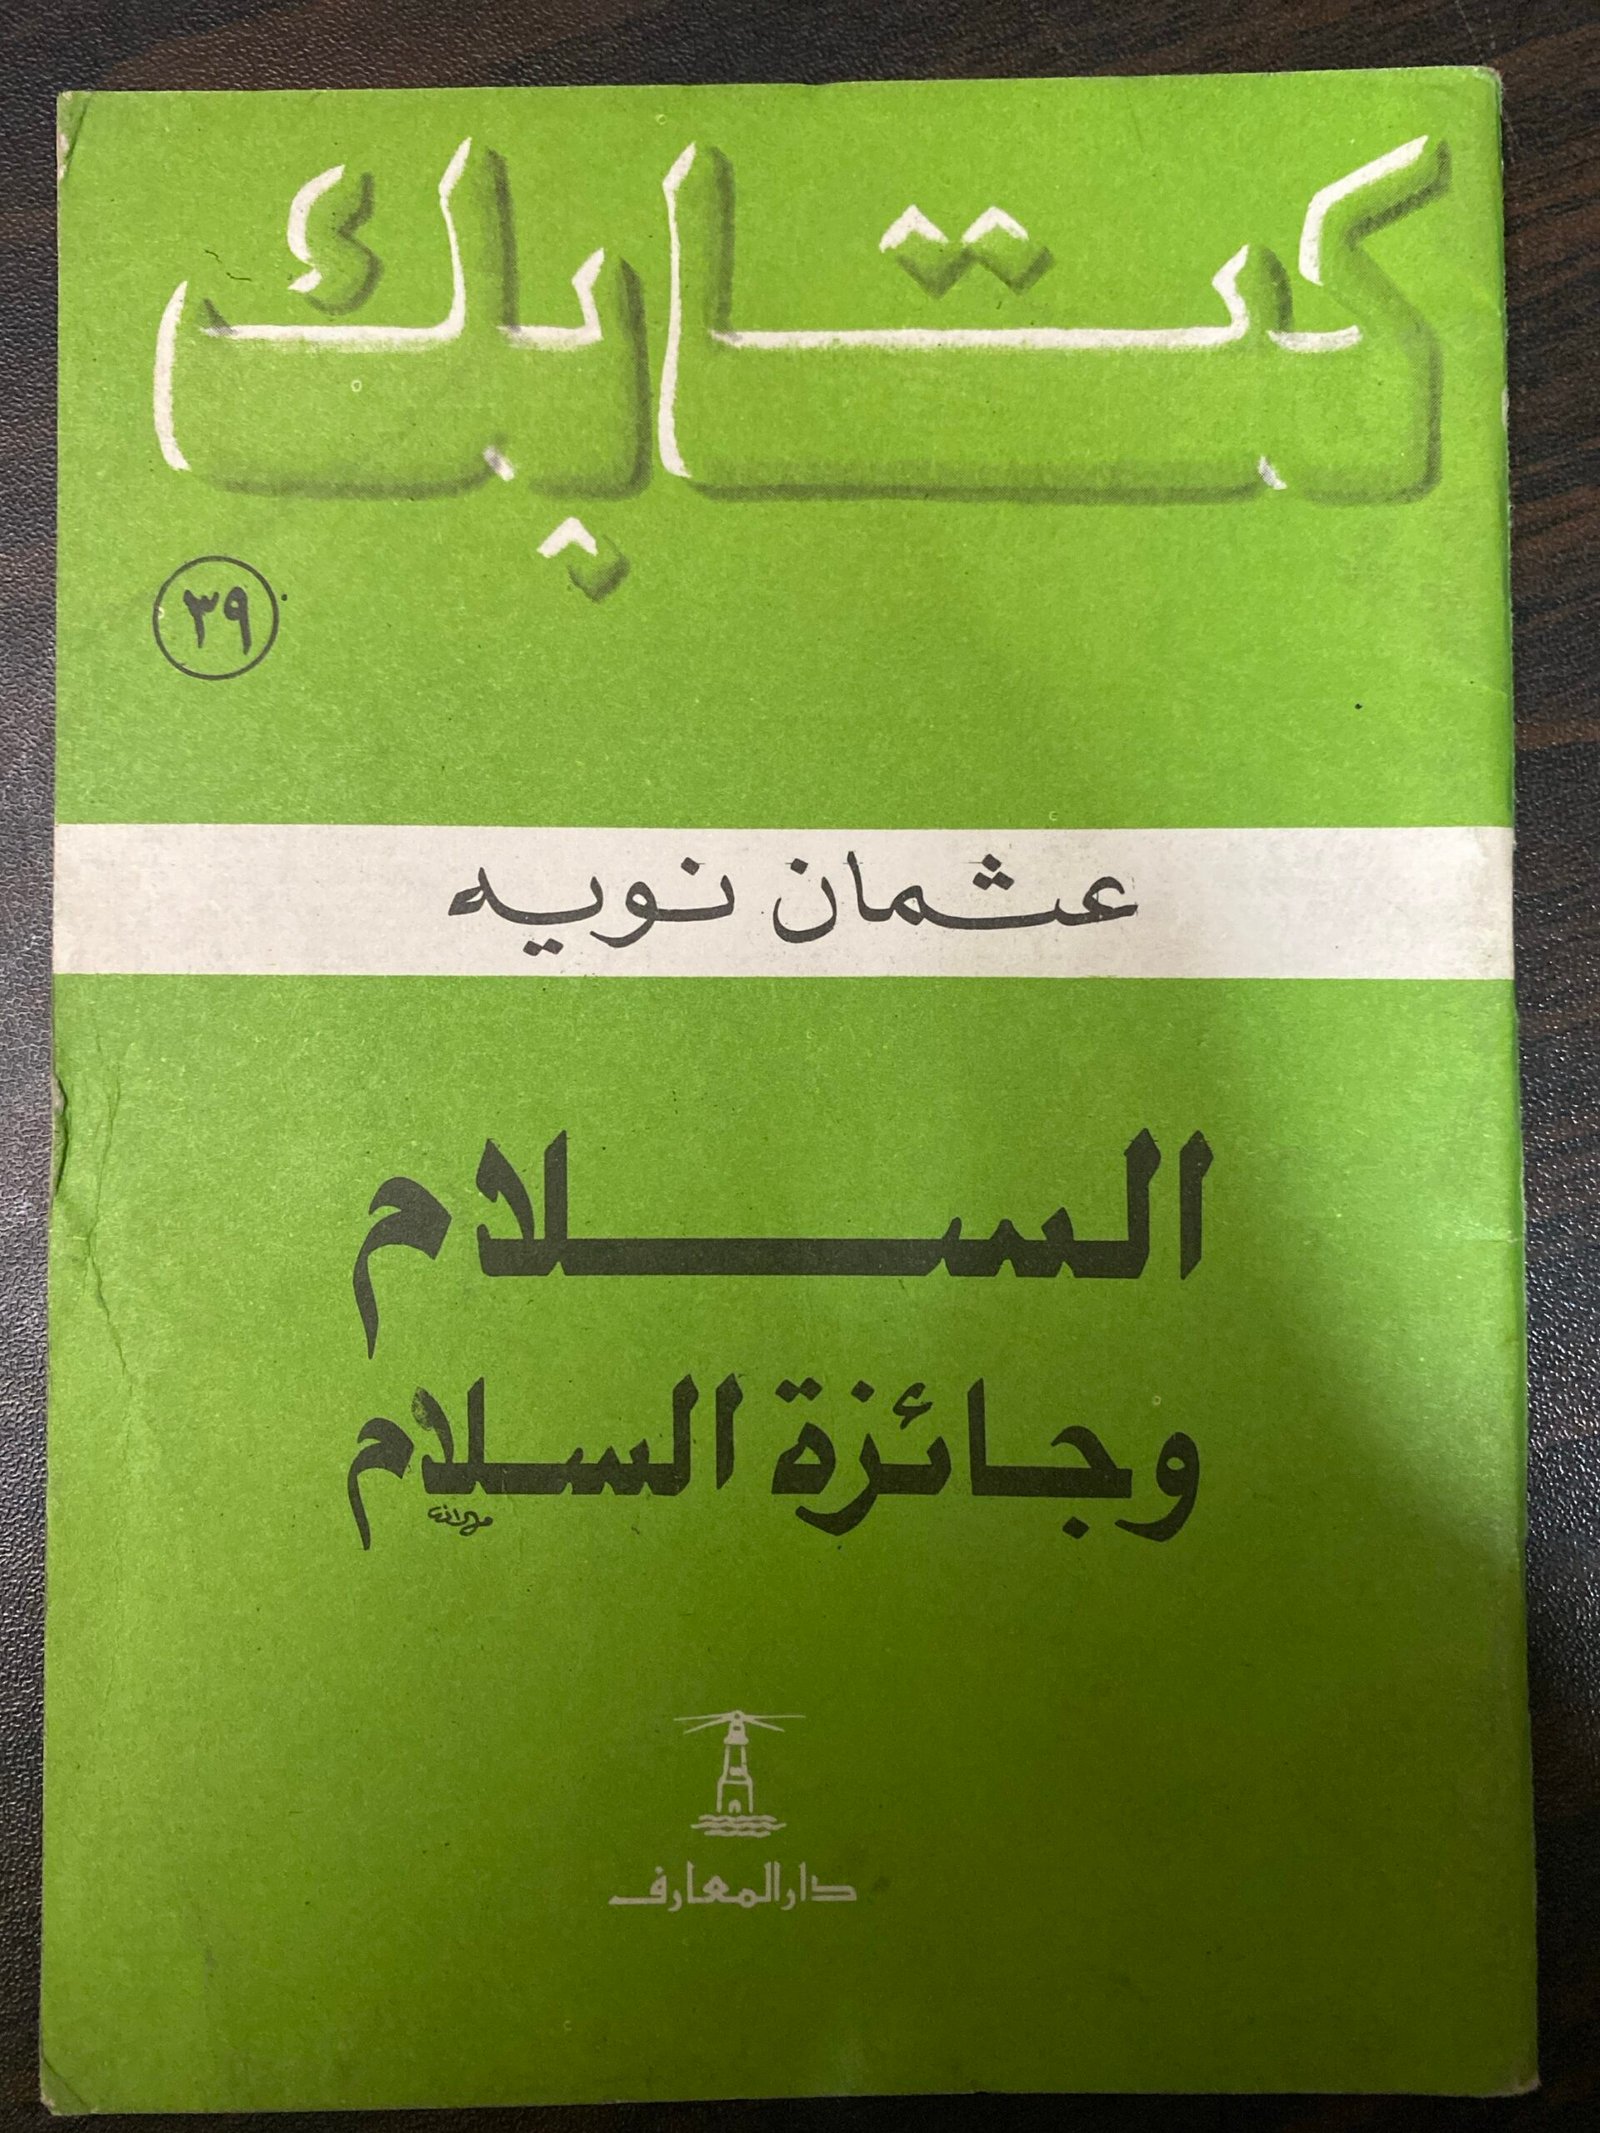 كتابك
٣٩
عثمان نويه
السلام
وجائزة السلام
دار المعارف